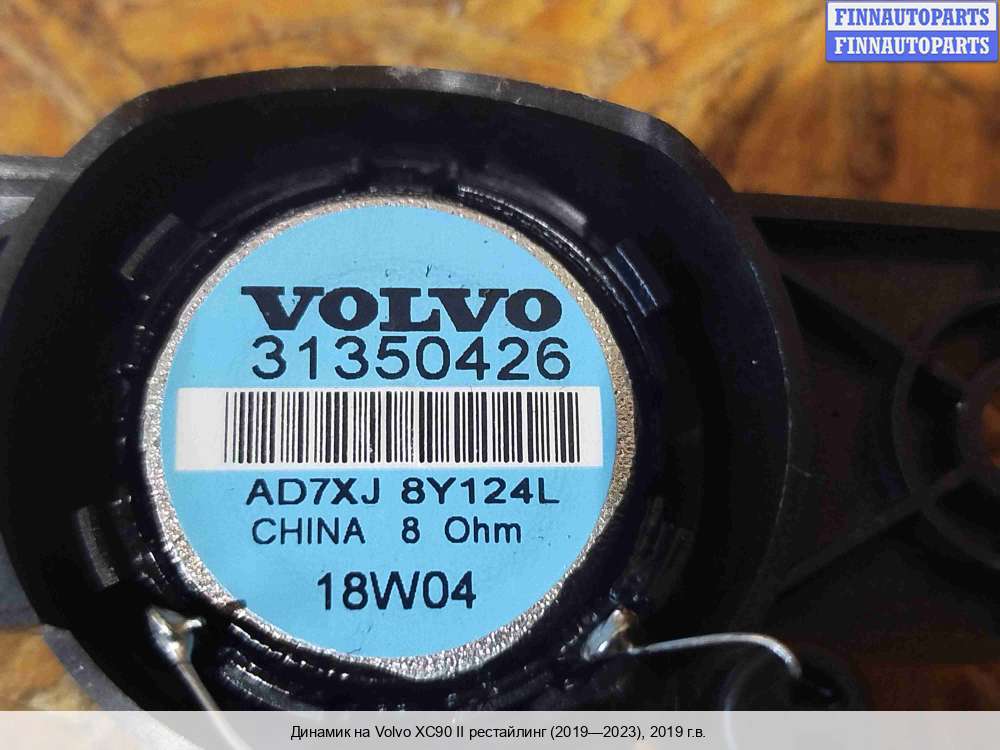 FINNAUTOPARTS
FINNAUTOPARTS
VOLVO
31350426
AD7XJ 8Y124L
CHINA 8 Ohm
18W04
Динамик на Volvo XC90 II рестайлинг (2019—2023), 2019 г.в.